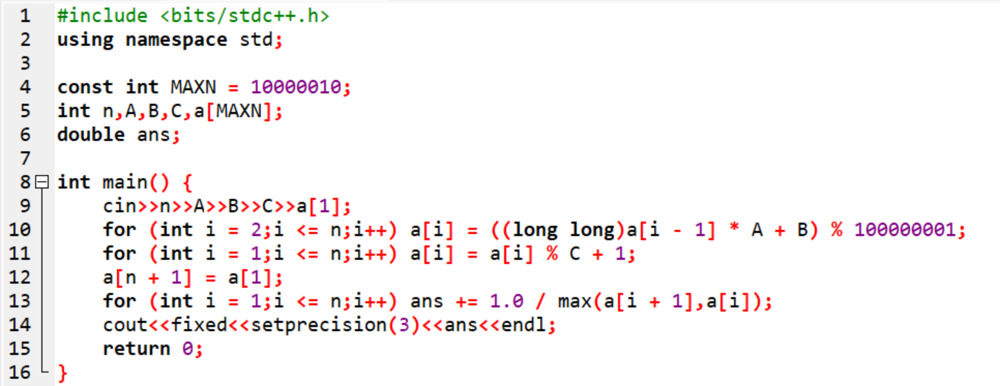 1 #include <bits/stdc++.h>
2 using namespace std;
3
4 const int MAXN = 10000010;
5 int n,A,B,C,a[MAXN];
6 double ans;
7
8 int main() {
9 cin>>n>>A>>B>>C>>a[1];
10 for (int i = 2;i <= n;i++) a[i] = ((long long)a[i - 1] * A + B) % 100000001;
11 for (int i = 1;i <= n;i++) a[i] = a[i] % C + 1;
12 a[n + 1] = a[1];
13 for (int i = 1;i <= n;i++) ans += 1.0 / max(a[i + 1],a[i]);
14 cout<<fixed<<setprecision(3)<<ans<<endl;
15 return 0;
16 }